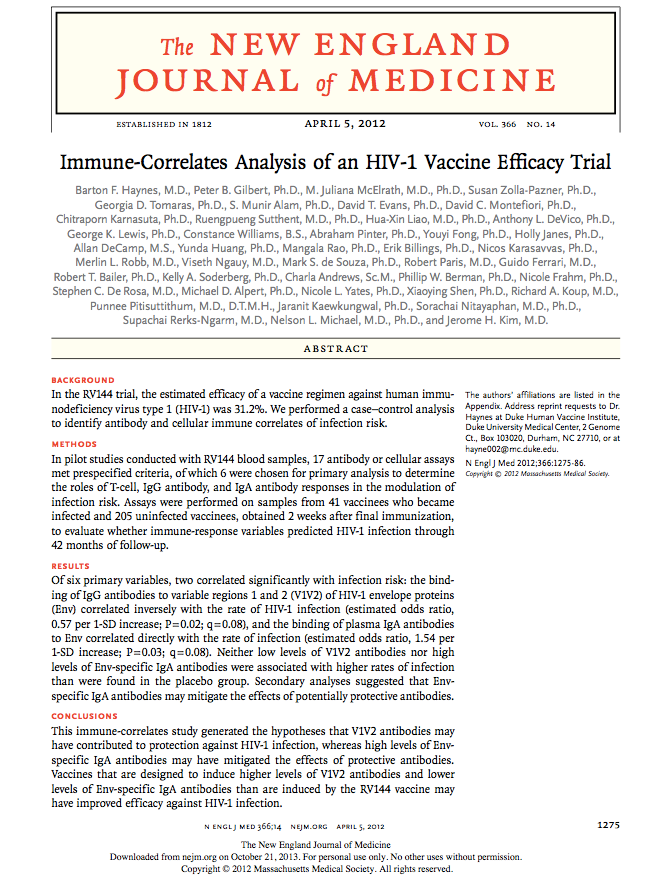 The NEW ENGLAND
JOURNAL of MEDICINE
ESTABLISHED IN 1812
APRIL 5, 2012
VOL. 366 NO. 14
Immune-Correlates Analysis of an HIV-1 Vaccine Efficacy Trial
Barton F. Haynes, M.D., Peter B. Gilbert, Ph.D., M. Juliana McElrath, M.D., Ph.D., Susan Zolla-Pazner, Ph.D.,
Georgia D. Tomaras, Ph.D., S. Munir Alam, Ph.D., David T. Evans, Ph.D., David C. Montefiori, Ph.D.,
Chitraporn Karnasuta, Ph.D., Ruengpueng Sutthent, M.D., Ph.D., Hua-Xin Liao, M.D., Ph.D., Anthony L. DeVico, Ph.D.,
George K. Lewis, Ph.D., Constance Williams, B.S., Abraham Pinter, Ph.D., Youyi Fong, Ph.D., Holly Janes, Ph.D.,
Allan DeCamp, M.S., Yunda Huang, Ph.D., Mangala Rao, Ph.D., Erik Billings, Ph.D., Nicos Karasavvas, Ph.D.,
Merlin L. Robb, M.D., Viseth Ngauy, M.D., Mark S. de Souza, Ph.D., Robert Paris, M.D., Guido Ferrari, M.D.,
Robert T. Bailer, Ph.D., Kelly A. Soderberg, Ph.D., Charla Andrews, Sc.M., Phillip W. Berman, Ph.D., Nicole Frahm, Ph.D.,
Stephen C. De Rosa, M.D., Michael D. Alpert, Ph.D., Nicole L. Yates, Ph.D., Xiaoying Shen, Ph.D., Richard A. Koup, M.D.,
Punnee Pitisuttithum, M.D., D.T.M.H., Jaranit Kaewkungwal, Ph.D., Sorachai Nitayaphan, M.D., Ph.D.,
Supachai Rerks-Ngarm, M.D., Nelson L. Michael, M.D., Ph.D., and Jerome H. Kim, M.D.
ABSTRACT
BACKGROUND
In the RV144 trial, the estimated efficacy of a vaccine regimen against human immu-
nodeficiency virus type 1 (HIV-1) was 31.2%. We performed a case–control analysis
to identify antibody and cellular immune correlates of infection risk.
METHODS
In pilot studies conducted with RV144 blood samples, 17 antibody or cellular assays
met prespecified criteria, of which 6 were chosen for primary analysis to determine
the roles of T-cell, IgG antibody, and IgA antibody responses in the modulation of
infection risk. Assays were performed on samples from 41 vaccinees who became
infected and 205 uninfected vaccinees, obtained 2 weeks after final immunization,
to evaluate whether immune-response variables predicted HIV-1 infection through
42 months of follow-up.
RESULTS
Of six primary variables, two correlated significantly with infection risk: the bind-
ing of IgG antibodies to variable regions 1 and 2 (V1V2) of HIV-1 envelope proteins
(Env) correlated inversely with the rate of HIV-1 infection (estimated odds ratio,
0.57 per 1-SD increase; P=0.02; q=0.08), and the binding of plasma IgA antibodies
to Env correlated directly with the rate of infection (estimated odds ratio, 1.54 per
1-SD increase; P=0.03; q=0.08). Neither low levels of V1V2 antibodies nor high
levels of Env-specific IgA antibodies were associated with higher rates of infection
than were found in the placebo group. Secondary analyses suggested that Env-
specific IgA antibodies may mitigate the effects of potentially protective antibodies.
CONCLUSIONS
This immune-correlates study generated the hypotheses that V1V2 antibodies may
have contributed to protection against HIV-1 infection, whereas high levels of Env-
specific IgA antibodies may have mitigated the effects of protective antibodies.
Vaccines that are designed to induce higher levels of V1V2 antibodies and lower
levels of Env-specific IgA antibodies than are induced by the RV144 vaccine may
have improved efficacy against HIV-1 infection.
The authors' affiliations are listed in the
Appendix. Address reprint requests to Dr.
Haynes at Duke Human Vaccine Institute,
Duke University Medical Center, 2 Genome
Ct., Box 103020, Durham, NC 27710, or at
hayne002@mc.duke.edu.
N Engl J Med 2012;366:1275-86.
Copyright © 2012 Massachusetts Medical Society.
N ENGL J MED 366;14 NEJM.ORG APRIL 5, 2012
1275
The New England Journal of Medicine
Downloaded from nejm.org on October 21, 2013. For personal use only. No other uses without permission.
Copyright © 2012 Massachusetts Medical Society. All rights reserved.